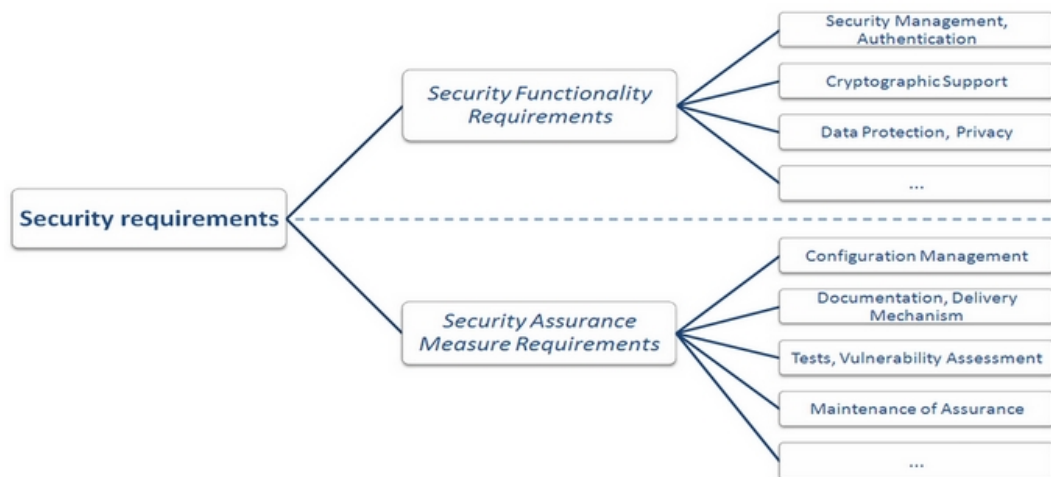 Security requirements
Security Functionality
Requirements
Security Management,
Authentication
Cryptographic Support
Data Protection, Privacy
...
Security Assurance
Measure Requirements
Configuration Management
Documentation, Delivery
Mechanism
Tests, Vulnerability Assessment
Maintenance of Assurance
...